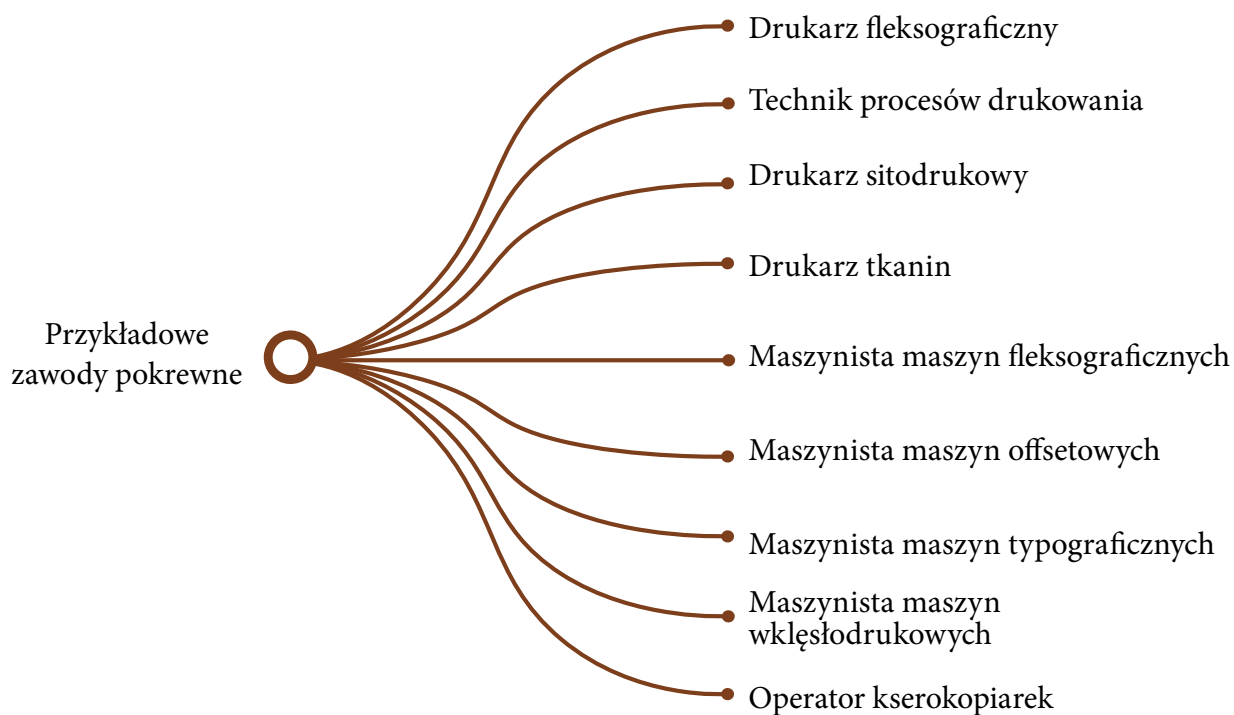 Drukarz fleksograficzny
Technik procesów drukowania
Drukarz sitodrukowy
Drukarz tkanin
Przykładowe
zawody pokrewne
Maszynista maszyn fleksograficznych
Maszynista maszyn offsetowych
Maszynista maszyn typograficznych
Maszynista maszyn
wklęsłodrukowych
Operator kserokopiarek